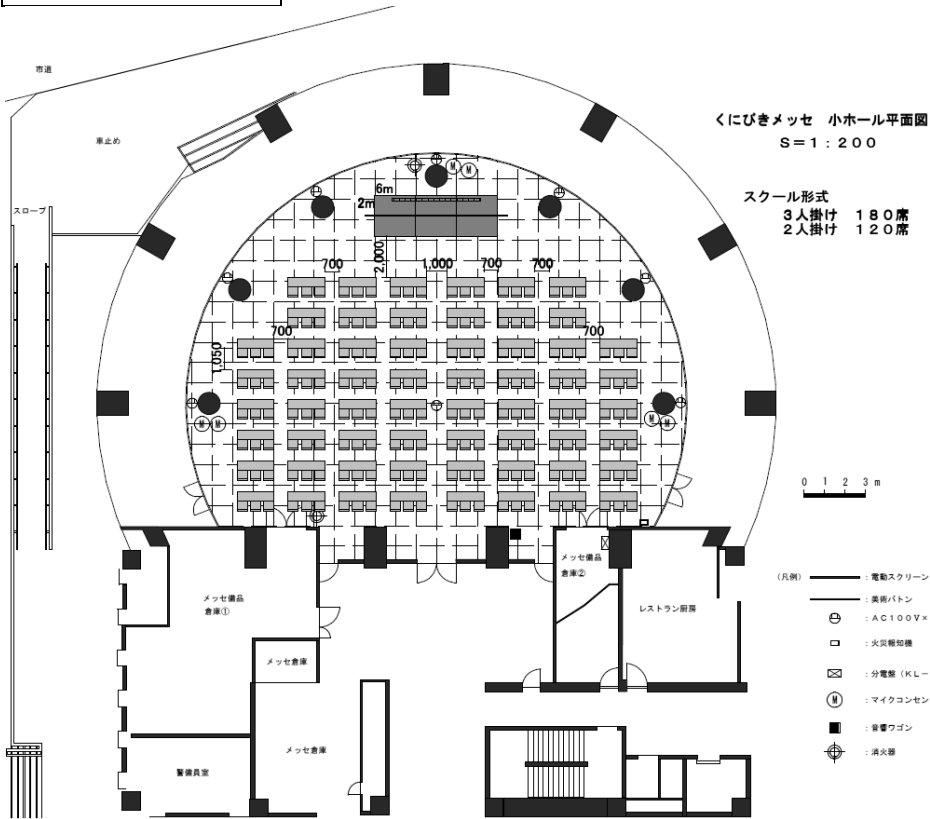 市道
車止め
スロープ
くにびきメッセ 小ホール平面図
S=1:200
スクール形式
3人掛け 180席
2人掛け 120席
6m
2m
2,000
700
1,000
700
700
700
700
1,050
0 1 2 3 m
メッセ備品
倉庫①
メッセ倉庫
メッセ倉庫
警備員室
メッセ備品
倉庫②
レストラン厨房
(凡例)
:電動スクリーン
:美術バトン
:AC100V×
:火災報知機
:分電盤(KL-
:マイクコンセン
:音響ワゴン
:消火器
M
M
M
M
M
M
M